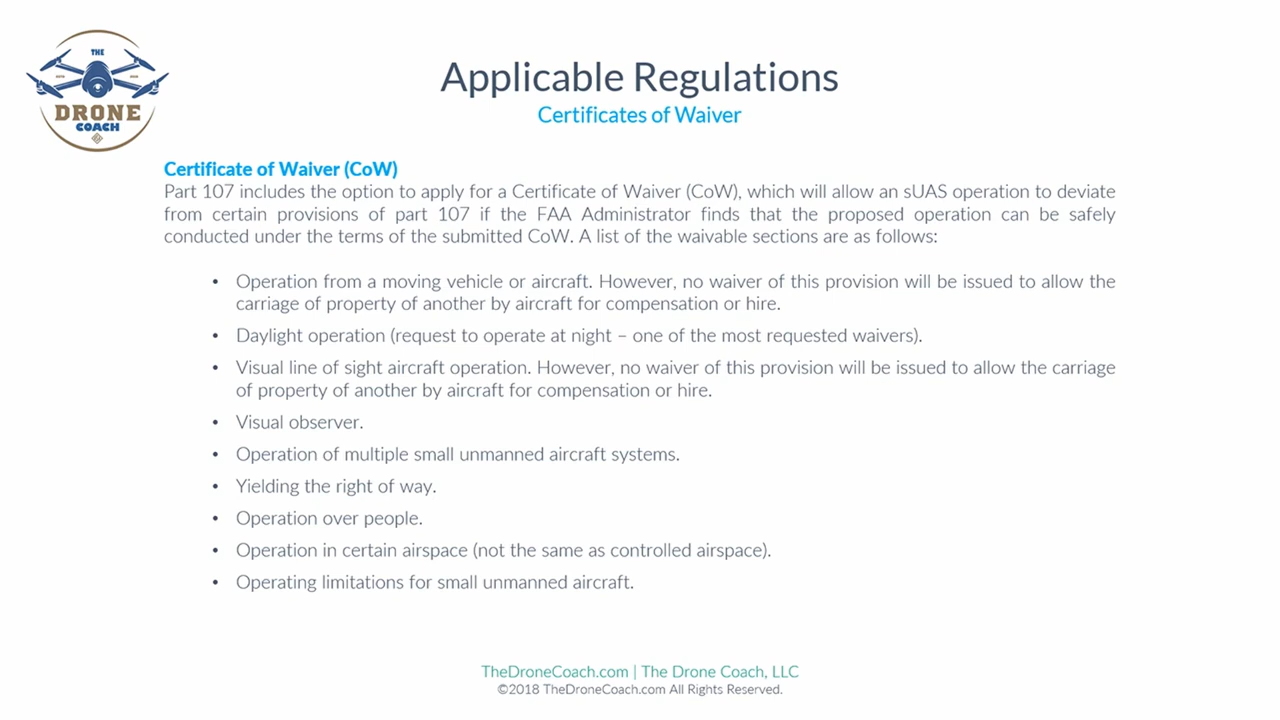 THE
DRONE
COACH
Applicable Regulations
Certificates of Waiver
Certificate of Waiver (CoW)
Part 107 includes the option to apply for a Certificate of Waiver (CoW), which will allow an sUAS operation to deviate
from certain provisions of part 107 if the FAA Administrator finds that the proposed operation can be safely
conducted under the terms of the submitted CoW. A list of the waivable sections are as follows:
• Operation from a moving vehicle or aircraft. However, no waiver of this provision will be issued to allow the
carriage of property of another by aircraft for compensation or hire.
• Daylight operation (request to operate at night – one of the most requested waivers).
• Visual line of sight aircraft operation. However, no waiver of this provision will be issued to allow the carriage
of property of another by aircraft for compensation or hire.
• Visual observer.
• Operation of multiple small unmanned aircraft systems.
• Yielding the right of way.
• Operation over people.
• Operation in certain airspace (not the same as controlled airspace).
• Operating limitations for small unmanned aircraft.
TheDroneCoach.com | The Drone Coach, LLC
©2018 TheDroneCoach.com All Rights Reserved.